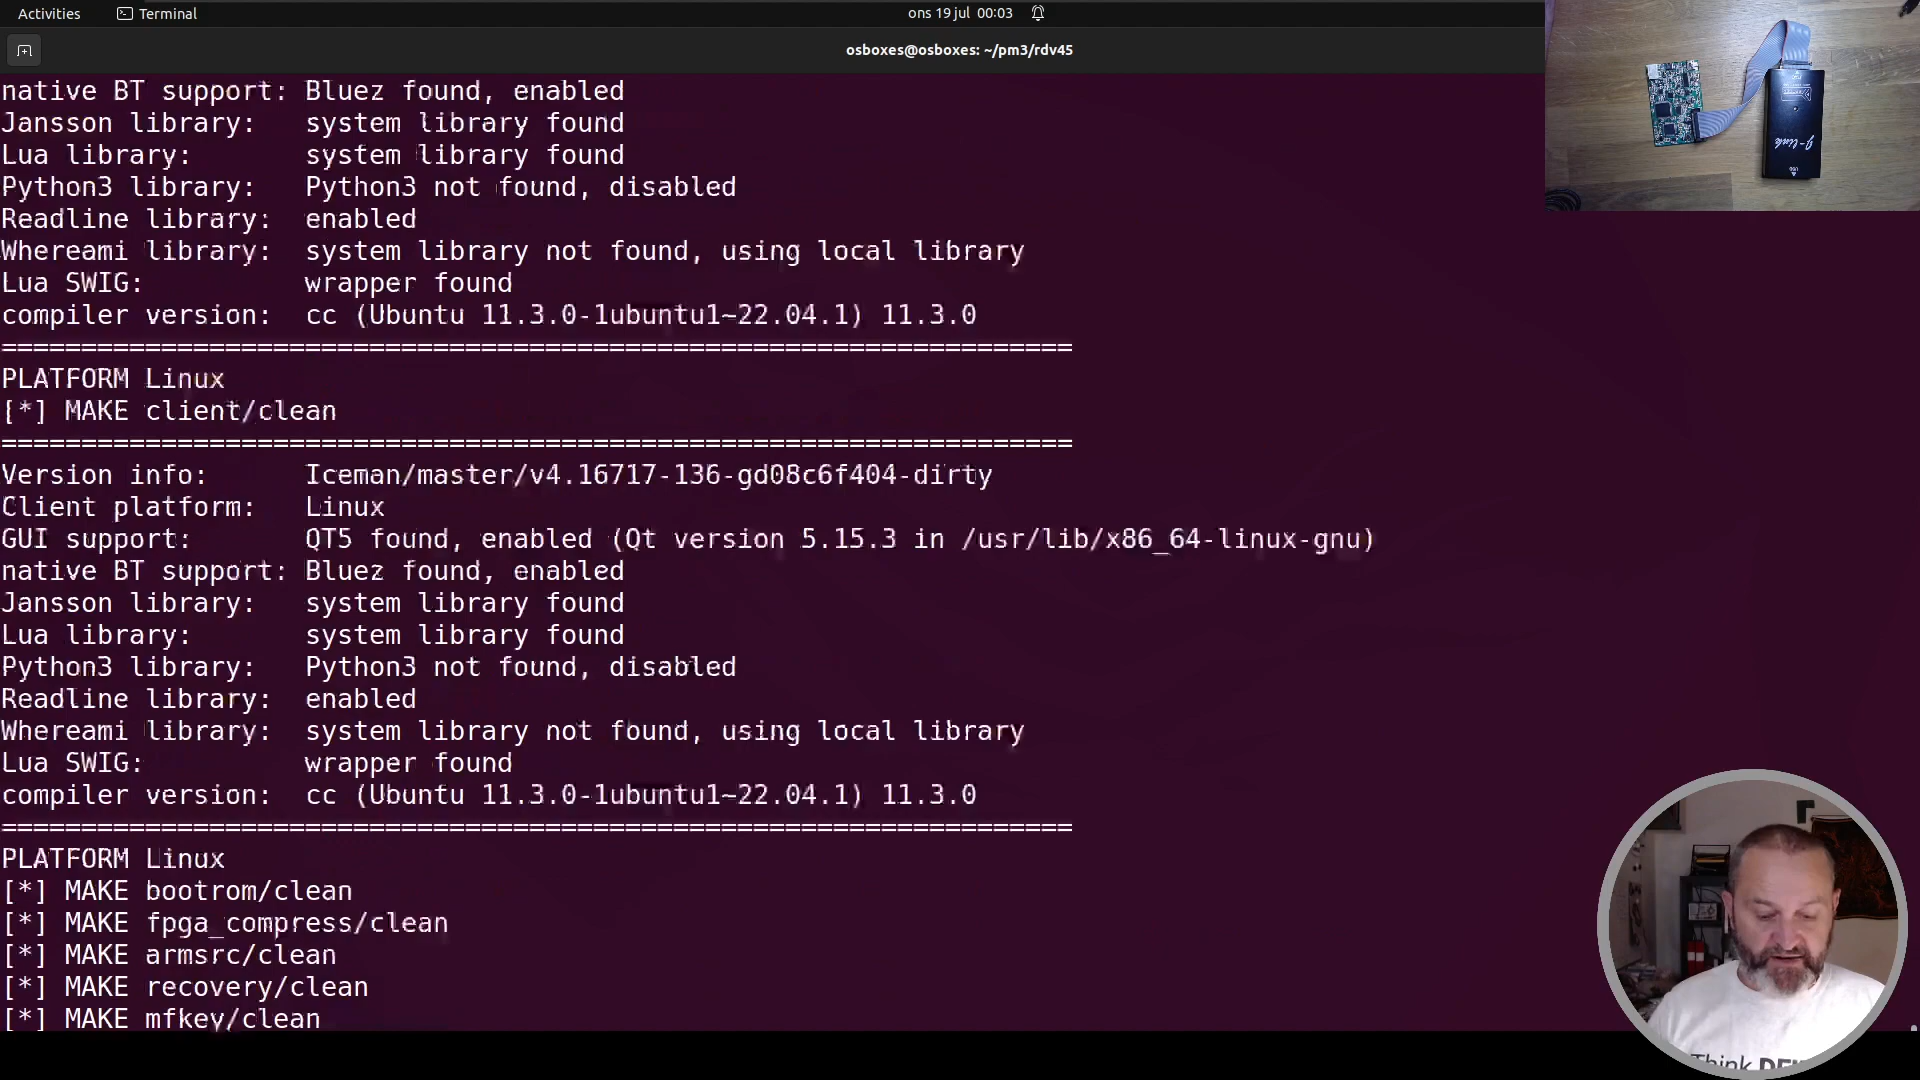 Activities Terminal ons 19 jul 00:03
osboxes@osboxes: ~/pm3/rdv45
native BT support: Bluez found, enabled
Jansson library: system library found
Lua library: system library found
Python3 library: Python3 not found, disabled
Readline library: enabled
Whereami library: system library not found, using local library
Lua SWIG: wrapper found
compiler version: cc (Ubuntu 11.3.0-1ubuntu1~22.04.1) 11.3.0
===================================================================
PLATFORM Linux
[*] MAKE client/clean
===================================================================
Version info: Iceman/master/v4.16717-136-gd08c6f404-dirty
Client platform: Linux
GUI support: QT5 found, enabled (Qt version 5.15.3 in /usr/lib/x86_64-linux-gnu)
native BT support: Bluez found, enabled
Jansson library: system library found
Lua library: system library found
Python3 library: Python3 not found, disabled
Readline library: enabled
Whereami library: system library not found, using local library
Lua SWIG: wrapper found
compiler version: cc (Ubuntu 11.3.0-1ubuntu1~22.04.1) 11.3.0
===================================================================
PLATFORM Linux
[*] MAKE bootrom/clean
[*] MAKE fpga_compress/clean
[*] MAKE armsrc/clean
[*] MAKE recovery/clean
[*] MAKE mfkey/clean
J-Link
Think